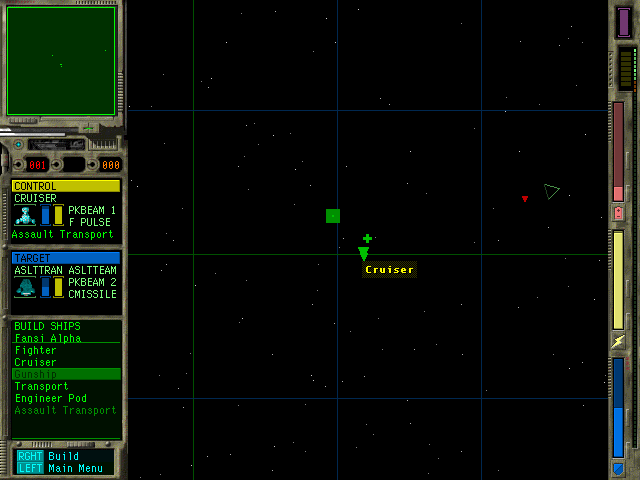 001 000
CONTROL
CRUISER
PKBEAM 1
F PULSE
Assault Transport
TARGET
ASLTTRAN ASLTTEAM
PKBEAM 2
CMISSILE
BUILD SHIPS
Fansi Alpha
Fighter
Cruiser
Gunship
Transport
Engineer Pod
Assault Transport
RGHT Build
LEFT Main Menu
Cruiser